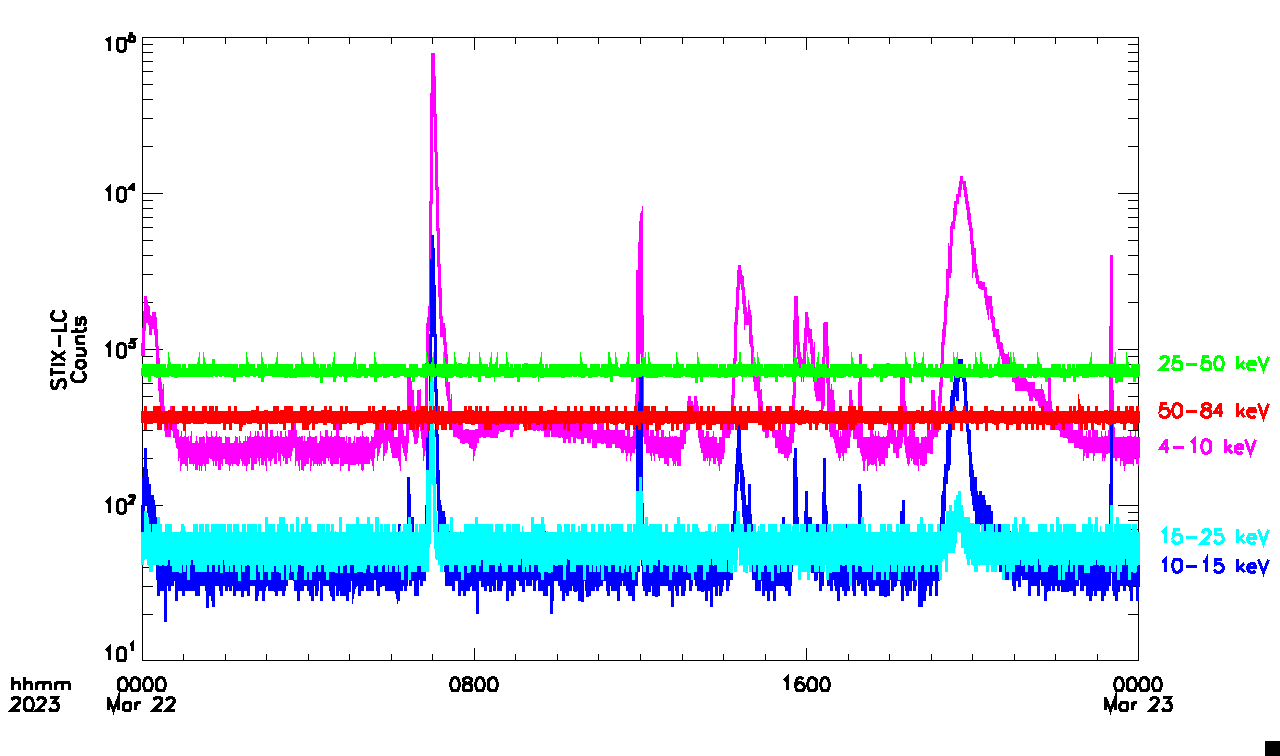 10⁵
10⁴
10³
10²
10¹
STIX-LC
Counts
25-50 keV
50-84 keV
4-10 keV
15-25 keV
10-15 keV
hhmm 0000 0800 1600 0000
2023 Mar 22 Mar 23